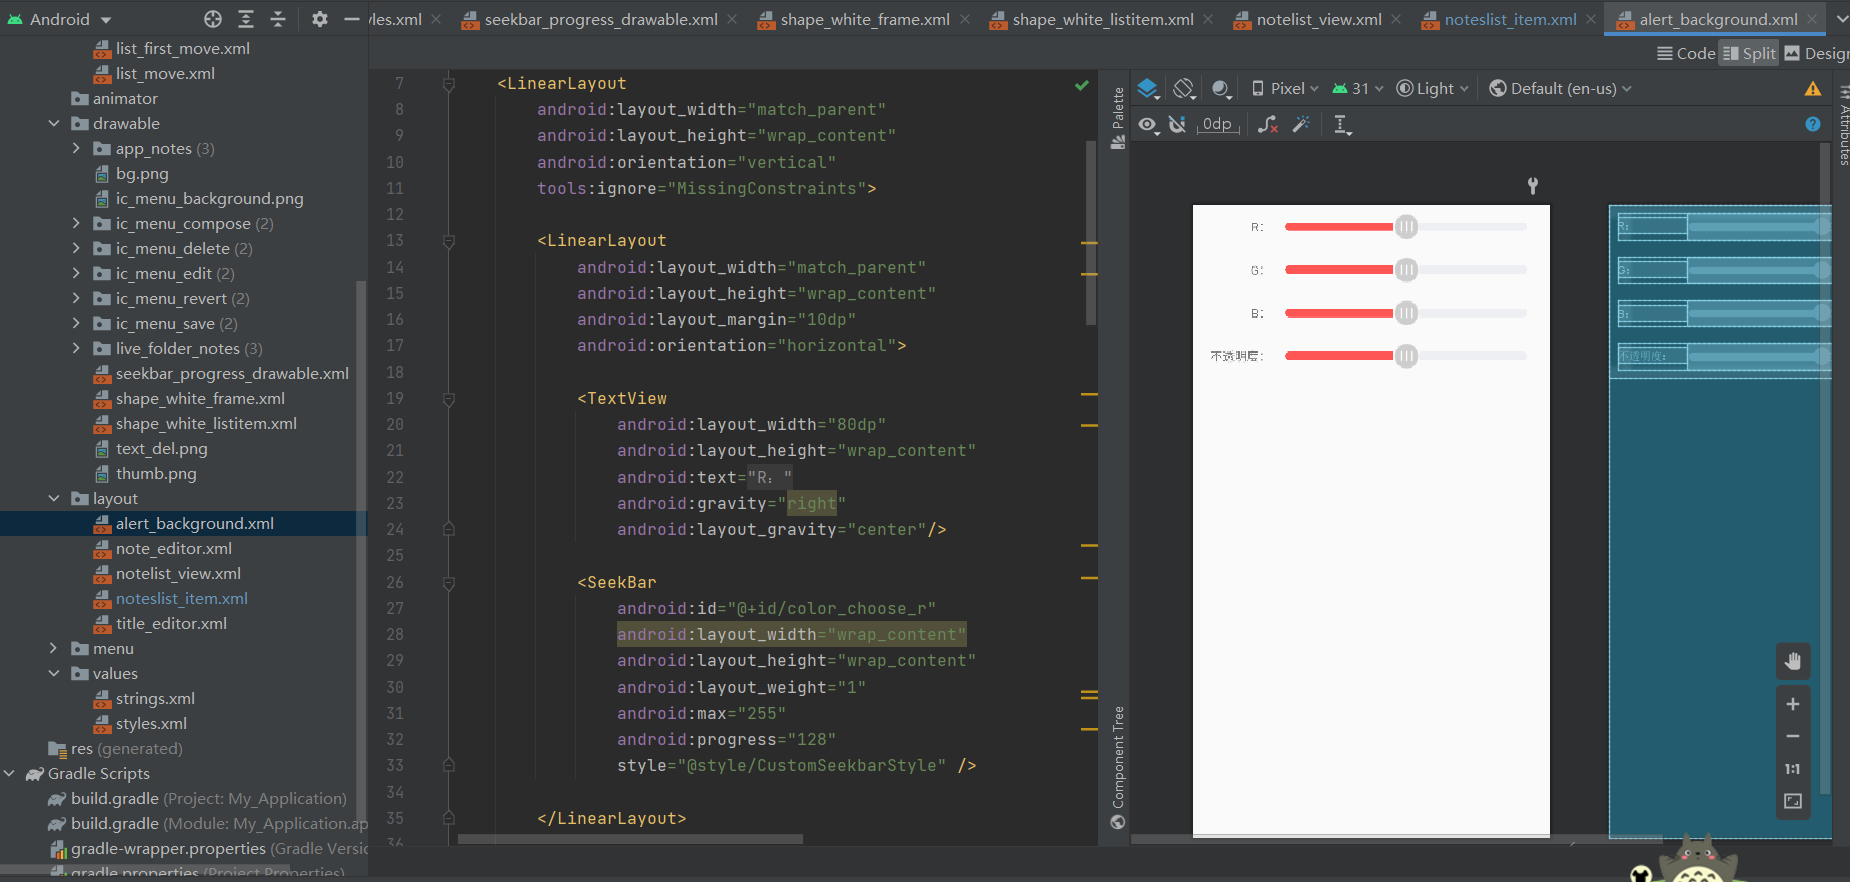 Android
yles.xml
seekbar_progress_drawable.xml
shape_white_frame.xml
shape_white_listitem.xml
notelist_view.xml
noteslist_item.xml
alert_background.xml
Code
Split
Design
list_first_move.xml
list_move.xml
animator
drawable
app_notes (3)
bg.png
ic_menu_background.png
ic_menu_compose (2)
ic_menu_delete (2)
ic_menu_edit (2)
ic_menu_revert (2)
ic_menu_save (2)
live_folder_notes (3)
seekbar_progress_drawable.xml
shape_white_frame.xml
shape_white_listitem.xml
text_del.png
thumb.png
layout
alert_background.xml
note_editor.xml
notelist_view.xml
noteslist_item.xml
title_editor.xml
menu
values
strings.xml
styles.xml
res (generated)
Gradle Scripts
build.gradle (Project: My_Application)
build.gradle (Module: My_Application.ap
gradle-wrapper.properties (Gradle Versio
gradle.properties (Project Properties)
7 <LinearLayout
8 android:layout_width="match_parent"
9 android:layout_height="wrap_content"
10 android:orientation="vertical"
11 tools:ignore="MissingConstraints">
12
13 <LinearLayout
14 android:layout_width="match_parent"
15 android:layout_height="wrap_content"
16 android:layout_margin="10dp"
17 android:orientation="horizontal">
18
19 <TextView
20 android:layout_width="80dp"
21 android:layout_height="wrap_content"
22 android:text="R："
23 android:gravity="right"
24 android:layout_gravity="center"/>
25
26 <SeekBar
27 android:id="@+id/color_choose_r"
28 android:layout_width="wrap_content"
29 android:layout_height="wrap_content"
30 android:layout_weight="1"
31 android:max="255"
32 android:progress="128"
33 style="@style/CustomSeekbarStyle" />
34
35 </LinearLayout>
36
Palette
Component Tree
Pixel
31
Light
Default (en-us)
0dp
Attributes
R：
G：
B：
不透明度：
R：
G：
B：
不透明度：
1:1